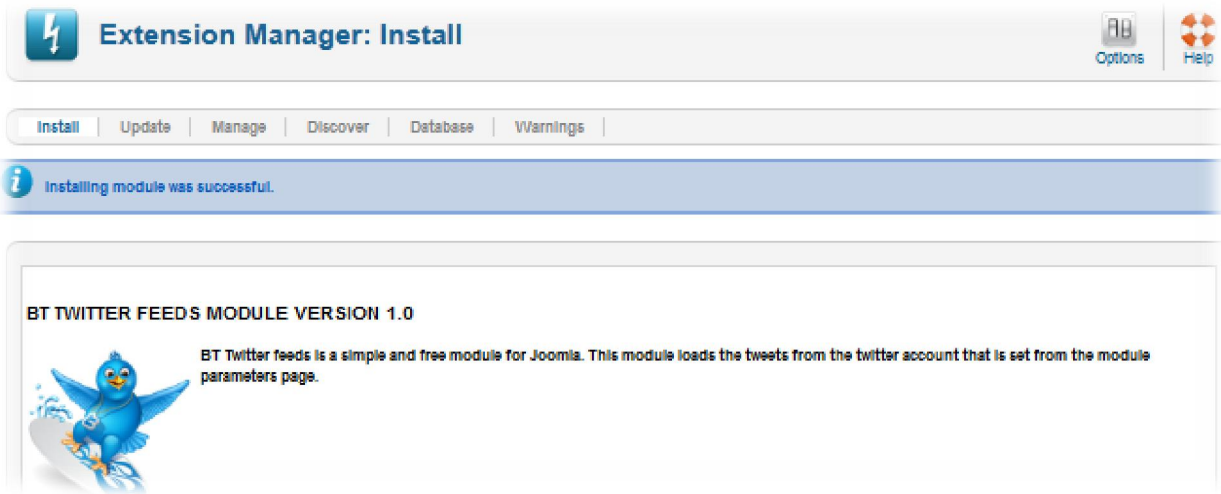 Extension Manager: Install
Options
Help
Install
Update
Manage
Discover
Database
Warnings
Installing module was successful.
BT TWITTER FEEDS MODULE VERSION 1.0
BT Twitter feeds is a simple and free module for Joomla. This module loads the tweets from the twitter account that is set from the module
parameters page.